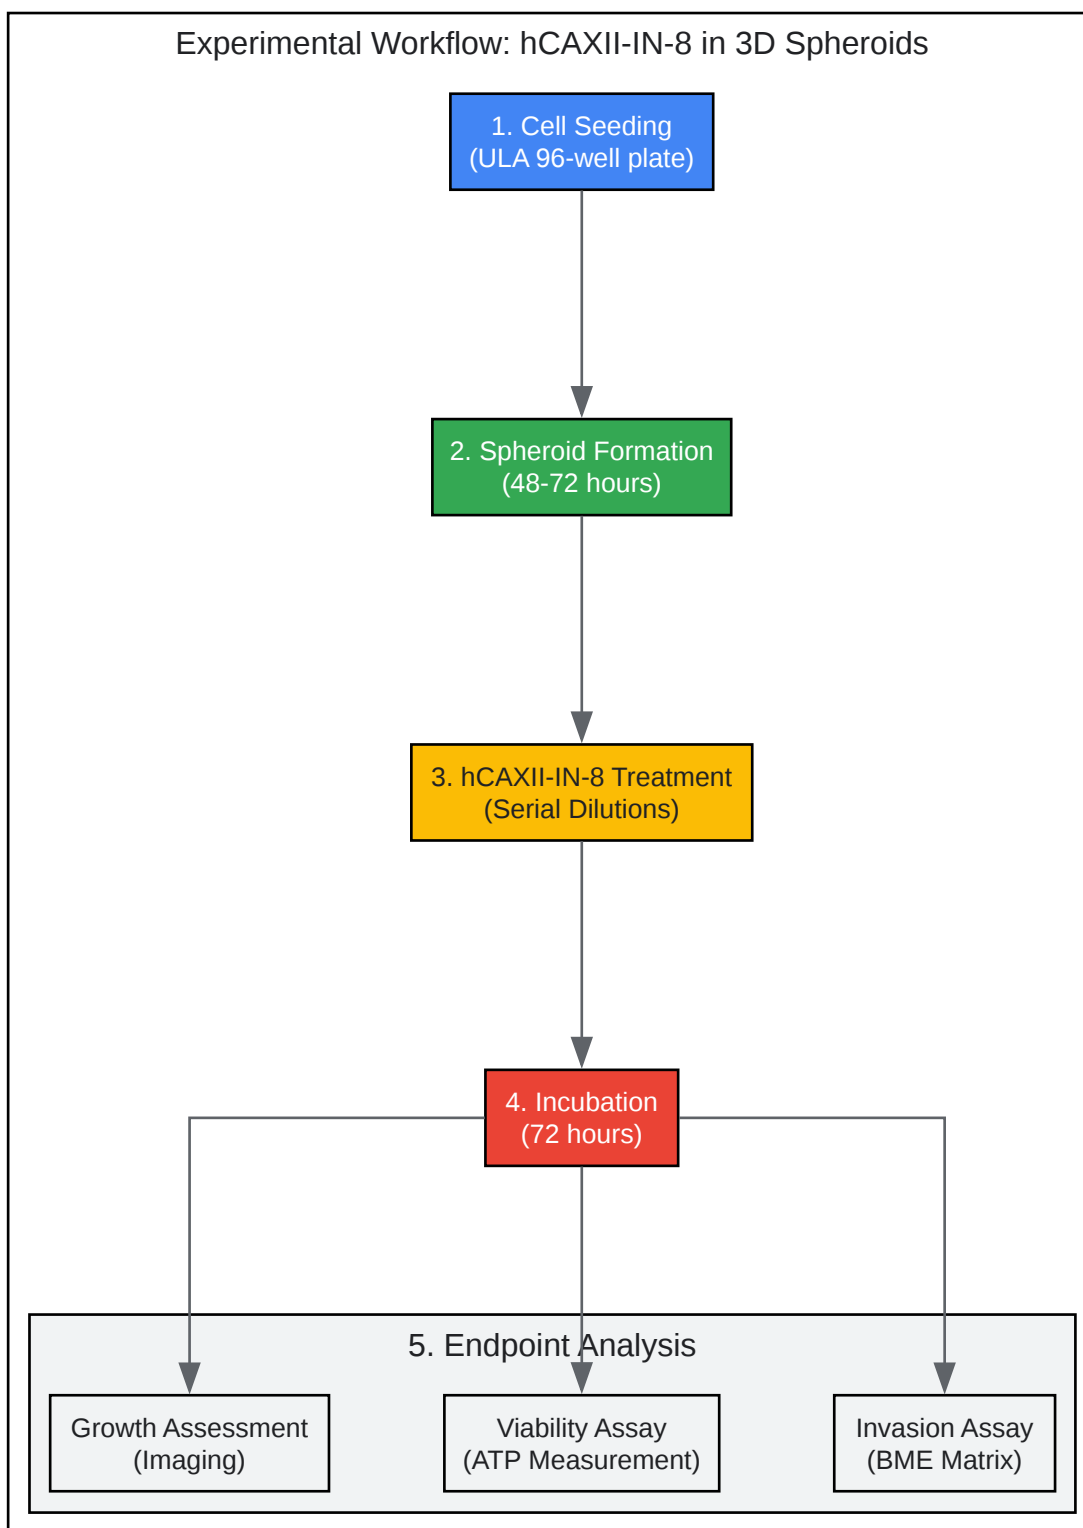 Experimental Workflow: hCAXII-IN-8 in 3D Spheroids
1. Cell Seeding
(ULA 96-well plate)
2. Spheroid Formation
(48-72 hours)
3. hCAXII-IN-8 Treatment
(Serial Dilutions)
4. Incubation
(72 hours)
5. Endpoint Analysis
Growth Assessment
(Imaging)
Viability Assay
(ATP Measurement)
Invasion Assay
(BME Matrix)